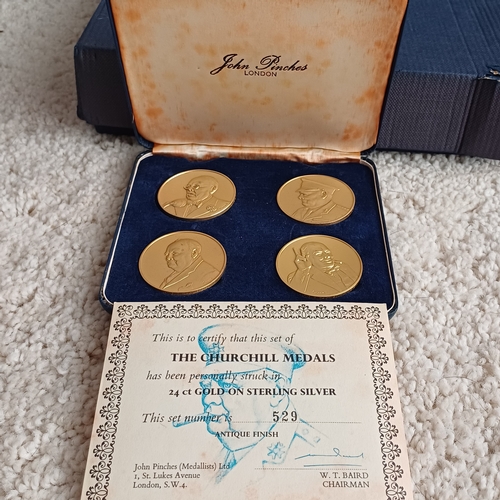 John Pinches
LONDON
This is to certify that this set of
THE CHURCHILL MEDALS
has been personally struck in
24 ct GOLD ON STERLING SILVER
This set number is 529
ANTIQUE FINISH
John Pinches (Medallists) Ltd
1, St. Lukes Avenue
London, S.W.4.
W. T. BAIRD
CHAIRMAN